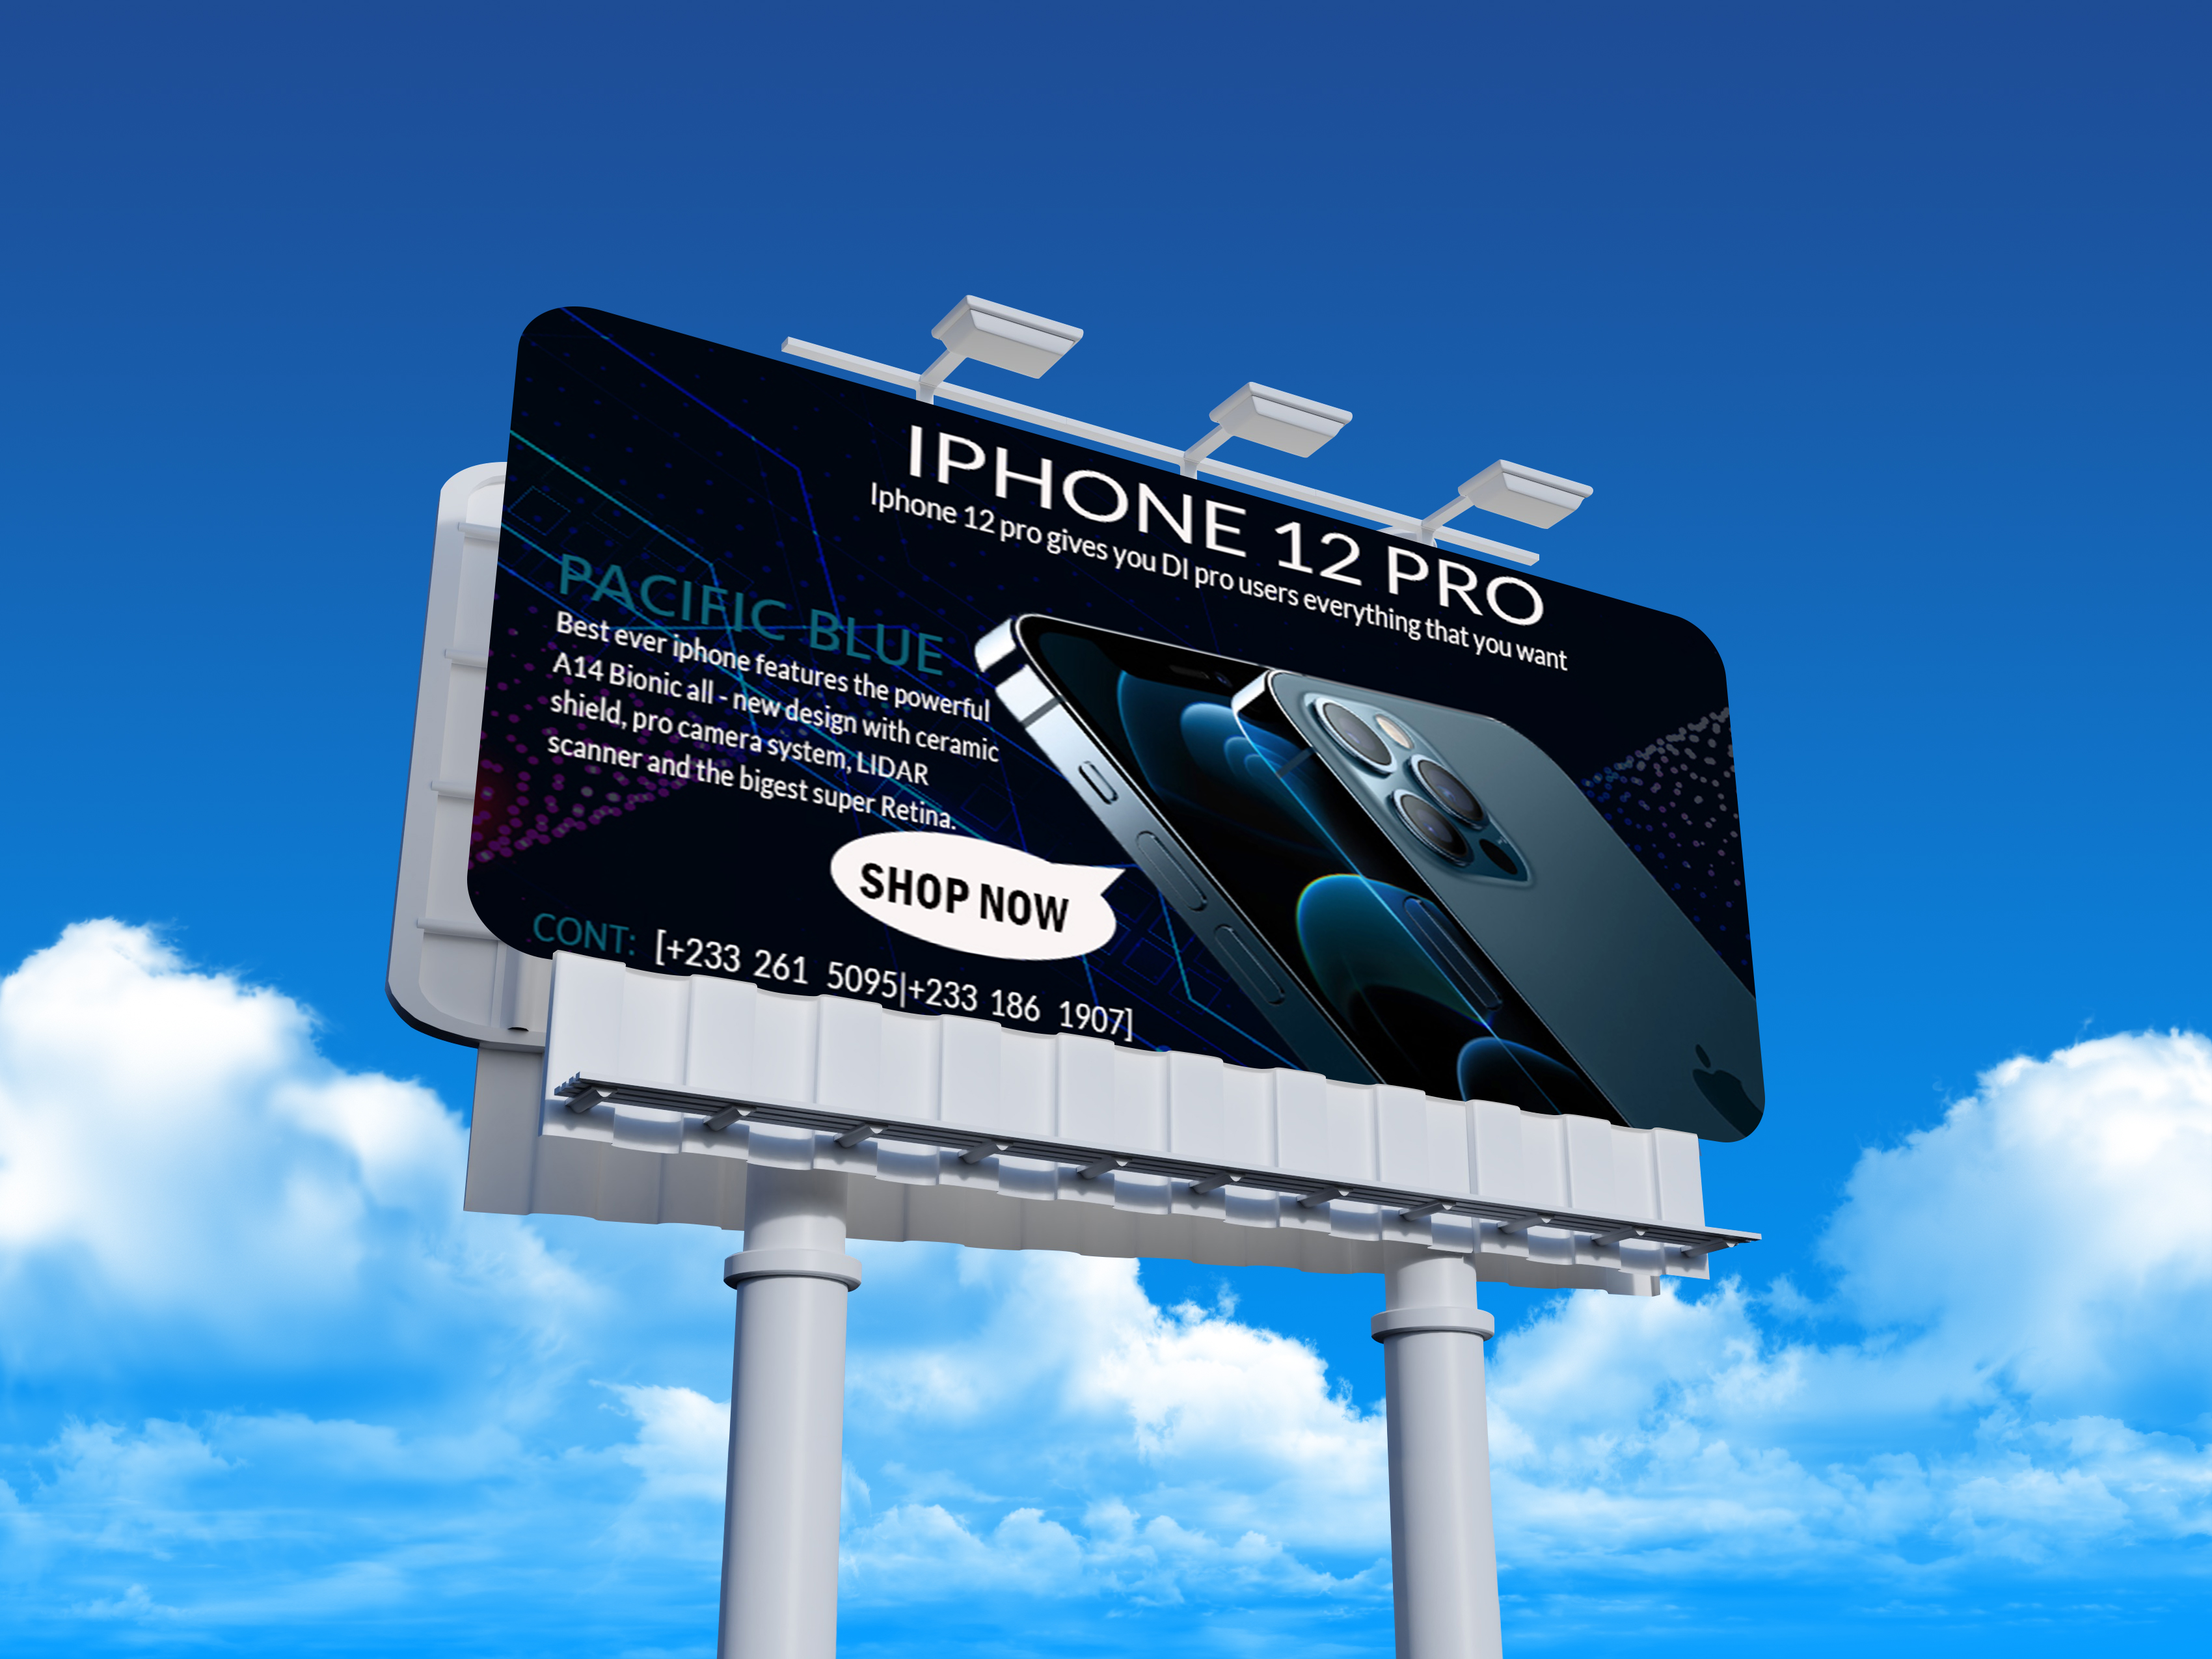 IPHONE 12 PRO
Iphone 12 pro gives you DI pro users everything that you want
PACIFIC BLUE
Best ever iphone features the powerful
A14 Bionic all - new design with ceramic
shield, pro camera system, LIDAR
scanner and the bigest super Retina.
SHOP NOW
CONT: [+233 261 5095|+233 186 1907]